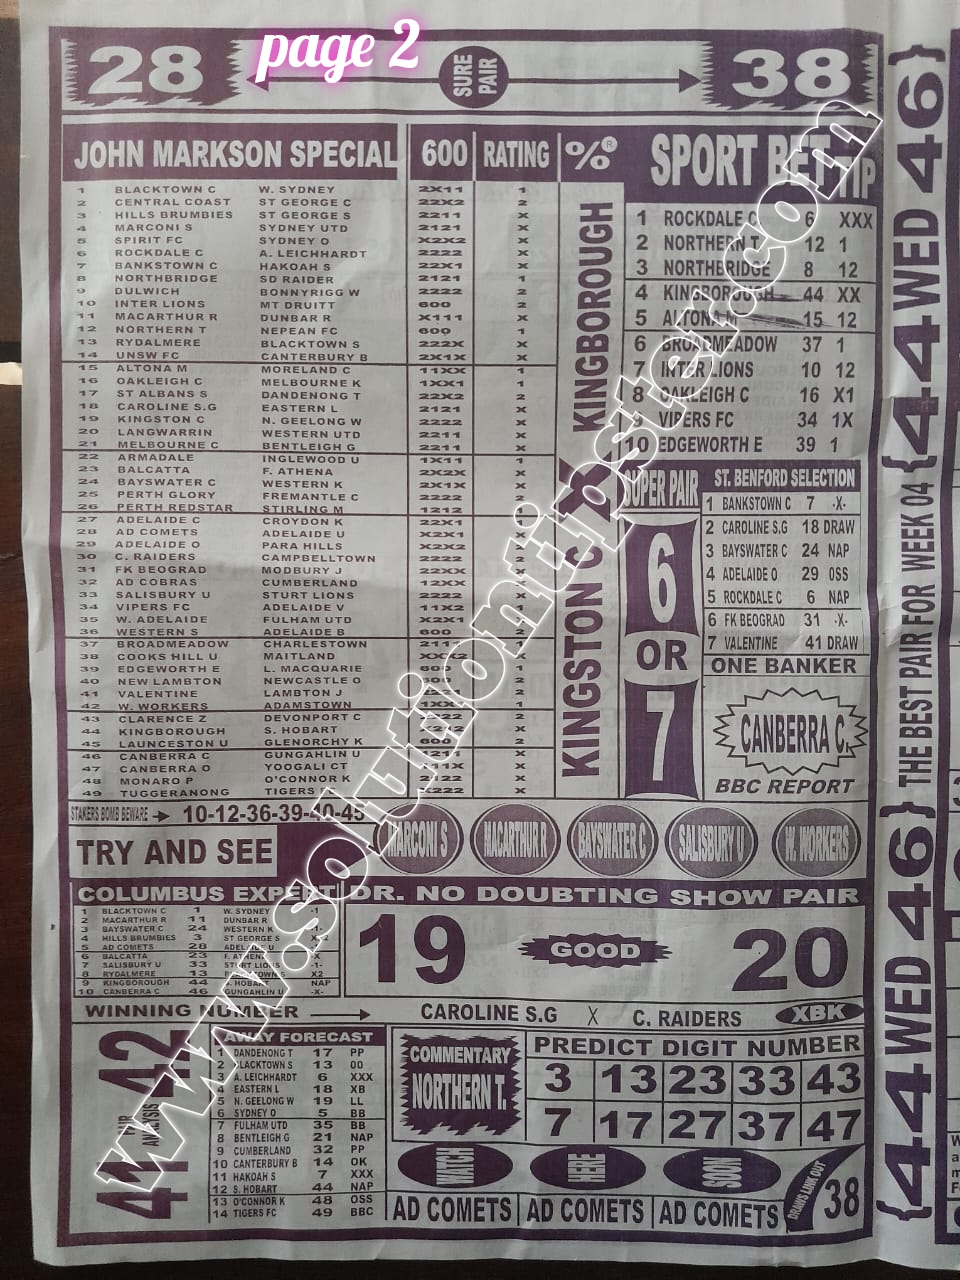 page 2
28 SURE PAIR 38
JOHN MARKSON SPECIAL 600 RATING %®
1 BLACKTOWN C W. SYDNEY 2X11 1
2 CENTRAL COAST ST GEORGE C 22X2 2
3 HILLS BRUMBIES ST GEORGE S 2211 X
4 MARCONI S SYDNEY UTD 2121 X
5 SPIRIT FC SYDNEY O X2X2 X
6 ROCKDALE C A. LEICHHARDT 2222 X
7 BANKSTOWN C HAKOAH S 22X1 X
8 NORTHBRIDGE SD RAIDER 2121 1
9 DULWICH BONNYRIGG W 2222 2
10 INTER LIONS MT DRUITT 600 2
11 MACARTHUR R DUNBAR R X111 X
12 NORTHERN T NEPEAN FC 600 1
13 RYDALMERE BLACKTOWN S 222X X
14 UNSW FC CANTERBURY B 2X1X X
15 ALTONA M MORELAND C 11XX 1
16 OAKLEIGH C MELBOURNE K 1XX1 1
17 ST ALBANS S DANDENONG T 22X2 2
18 CAROLINE S.G EASTERN L 2121 X
19 KINGSTON C N. GEELONG W 2222 X
20 LANGWARRIN WESTERN UTD 2211 X
21 MELBOURNE C BENTLEIGH G 2211 X
22 ARMADALE INGLEWOOD U 1X11 1
23 BALCATTA F. ATHENA 2X2X X
24 BAYSWATER C WESTERN K 2X1X X
25 PERTH GLORY FREMANTLE C 2222 2
26 PERTH REDSTAR STIRLING M 1212
27 ADELAIDE C CROYDON K 22X1 X
28 AD COMETS ADELAIDE U X2X1 X
29 ADELAIDE O PARA HILLS X2X2 X
30 C. RAIDERS CAMPBELLTOWN 2222
31 FK BEOGRAD MODBURY J 22XX X
32 AD COBRAS CUMBERLAND 12XX X
33 SALISBURY U STURT LIONS 2222
34 VIPERS FC ADELAIDE V 11X2
35 W. ADELAIDE FULHAM UTD X2X1
36 WESTERN S ADELAIDE B 600 2
37 BROADMEADOW CHARLESTOWN 2111
38 COOKS HILL U MAITLAND X
39 EDGEWORTH E L. MACQUARIE 600
40 NEW LAMBTON NEWCASTLE O 2
41 VALENTINE LAMBTON J X
42 W. WORKERS ADAMSTOWN 1
43 CLARENCE Z DEVONPORT C 2
44 KINGBOROUGH S. HOBART X
45 LAUNCESTON U GLENORCHY K 2
46 CANBERRA C GUNGAHLIN U X
47 CANBERRA O YOOGALI CT X
48 MONARO P O'CONNOR K X
49 TUGGERANONG TIGERS X
KINGSTON C X KINGBOROUGH
SPORT BET TIP
1 ROCKDALE C 6 XXX
2 NORTHERN T 12 1
3 NORTHBRIDGE 8 12
4 KINGBOROUGH 44 XX
5 ALTONA M 15 12
6 BROADMEADOW 37 1
7 INTER LIONS 10 12
8 OAKLEIGH C 16 X1
9 VIPERS FC 34 1X
10 EDGEWORTH E 39 1
SUPER PAIR
6
OR
7
ST. BENFORD SELECTION
1 BANKSTOWN C 7 -X-
2 CAROLINE S.G 18 DRAW
3 BAYSWATER C 24 NAP
4 ADELAIDE O 29 OSS
5 ROCKDALE C 6 NAP
6 FK BEOGRAD 31 -X-
7 VALENTINE 41 DRAW
ONE BANKER
CANBERRA C.
BBC REPORT
STAKERS BOMB BEWARE 10-12-36-39-40-45
TRY AND SEE
MARCONI S MACARTHUR R BAYSWATER C SALISBURY U W. WORKERS
COLUMBUS EXPERT
1 BLACKTOWN C 1 W. SYDNEY -1
2 MACARTHUR R 11 DUNBAR R
3 BAYSWATER C 24 WESTERN K
4 HILLS BRUMBIES 3 ST GEORGE S
5 AD COMETS 28 ADELAIDE U
6 BALCATTA 23 F. ATHENA
7 SALISBURY U 33 STURT LIONS -1-
8 RYDALMERE 13 BLACKTOWN S X2
9 KINGBOROUGH 44 S. HOBART NAP
10 CANBERRA C 46 GUNGAHLIN U -X-
DR. NO DOUBTING SHOW PAIR
19 GOOD 20
WINNING NUMBER CAROLINE S.G X C. RAIDERS XBK
42
PAIR ANALYSIS
44
AWAY FORECAST
1 DANDENONG T 17 PP
2 BLACKTOWN S 13 OO
3 A. LEICHHARDT 6 XXX
4 EASTERN L 18 XB
5 N. GEELONG W 19 LL
6 SYDNEY O 5 BB
7 FULHAM UTD 35 BB
8 BENTLEIGH G 21 NAP
9 CUMBERLAND 32 PP
10 CANTERBURY B 14 OK
11 HAKOAH S 7 XXX
12 S. HOBART 44 NAP
13 O'CONNOR K 48 OSS
14 TIGERS FC 49 BBC
COMMENTARY
NORTHERN T.
PREDICT DIGIT NUMBER
3 13 23 33 43
7 17 27 37 47
WATCH HERE
AD COMETS AD COMETS AD COMETS
DRAWS LOOK OUT 38
{44 WED 46} THE BEST PAIR FOR WEEK 04 {44 WED 46}
www.solutiontipster.com